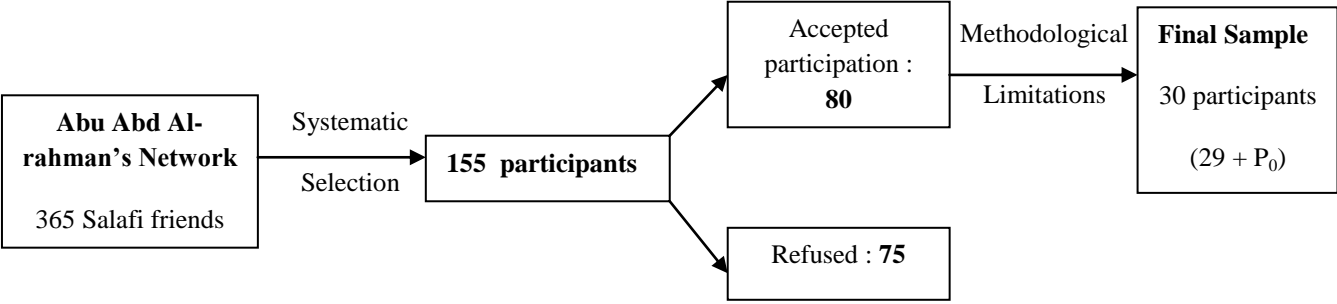 Abu Abd Al-
rahman’s Network
365 Salafi friends
Systematic
Selection
155 participants
Accepted
participation :
80
Refused : 75
Methodological
Limitations
Final Sample
30 participants
(29 + P₀)